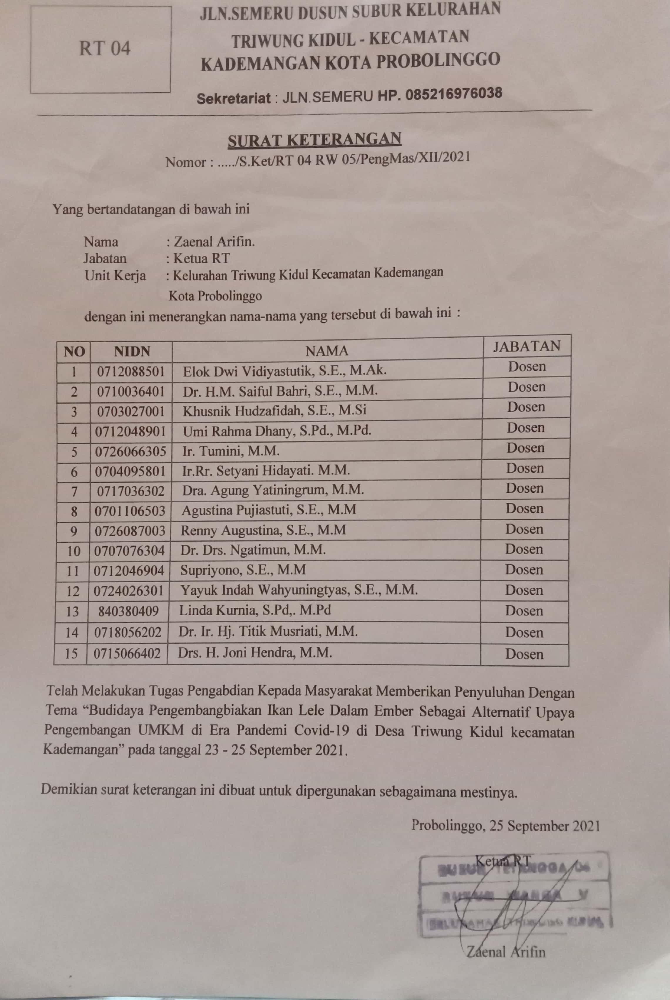 RT 04
JLN.SEMERU DUSUN SUBUR KELURAHAN
TRIWUNG KIDUL - KECAMATAN
KADEMANGAN KOTA PROBOLINGGO
Sekretariat : JLN.SEMERU HP. 085216976038
SURAT KETERANGAN
Nomor : ...../S.Ket/RT 04 RW 05/PengMas/XII/2021
Yang bertandatangan di bawah ini
Nama : Zaenal Arifin.
Jabatan : Ketua RT
Unit Kerja : Kelurahan Triwung Kidul Kecamatan Kademangan
Kota Probolinggo
dengan ini menerangkan nama-nama yang tersebut di bawah ini :
NO NIDN NAMA JABATAN
1 0712088501 Elok Dwi Vidiyastutik, S.E., M.Ak. Dosen
2 0710036401 Dr. H.M. Saiful Bahri, S.E., M.M. Dosen
3 0703027001 Khusnik Hudzafidah, S.E., M.Si Dosen
4 0712048901 Umi Rahma Dhany, S.Pd., M.Pd. Dosen
5 0726066305 Ir. Tumini, M.M. Dosen
6 0704095801 Ir.Rr. Setyani Hidayati. M.M. Dosen
7 0717036302 Dra. Agung Yatiningrum, M.M. Dosen
8 0701106503 Agustina Pujiastuti, S.E., M.M Dosen
9 0726087003 Renny Augustina, S.E., M.M Dosen
10 0707076304 Dr. Drs. Ngatimun, M.M. Dosen
11 0712046904 Supriyono, S.E., M.M Dosen
12 0724026301 Yayuk Indah Wahyuningtyas, S.E., M.M. Dosen
13 840380409 Linda Kurnia, S.Pd,. M.Pd Dosen
14 0718056202 Dr. Ir. Hj. Titik Musriati, M.M. Dosen
15 0715066402 Drs. H. Joni Hendra, M.M. Dosen
Telah Melakukan Tugas Pengabdian Kepada Masyarakat Memberikan Penyuluhan Dengan
Tema “Budidaya Pengembangbiakan Ikan Lele Dalam Ember Sebagai Alternatif Upaya
Pengembangan UMKM di Era Pandemi Covid-19 di Desa Triwung Kidul kecamatan
Kademangan” pada tanggal 23 - 25 September 2021.
Demikian surat keterangan ini dibuat untuk dipergunakan sebagaimana mestinya.
Probolinggo, 25 September 2021
Ketua RT
Zaenal Arifin